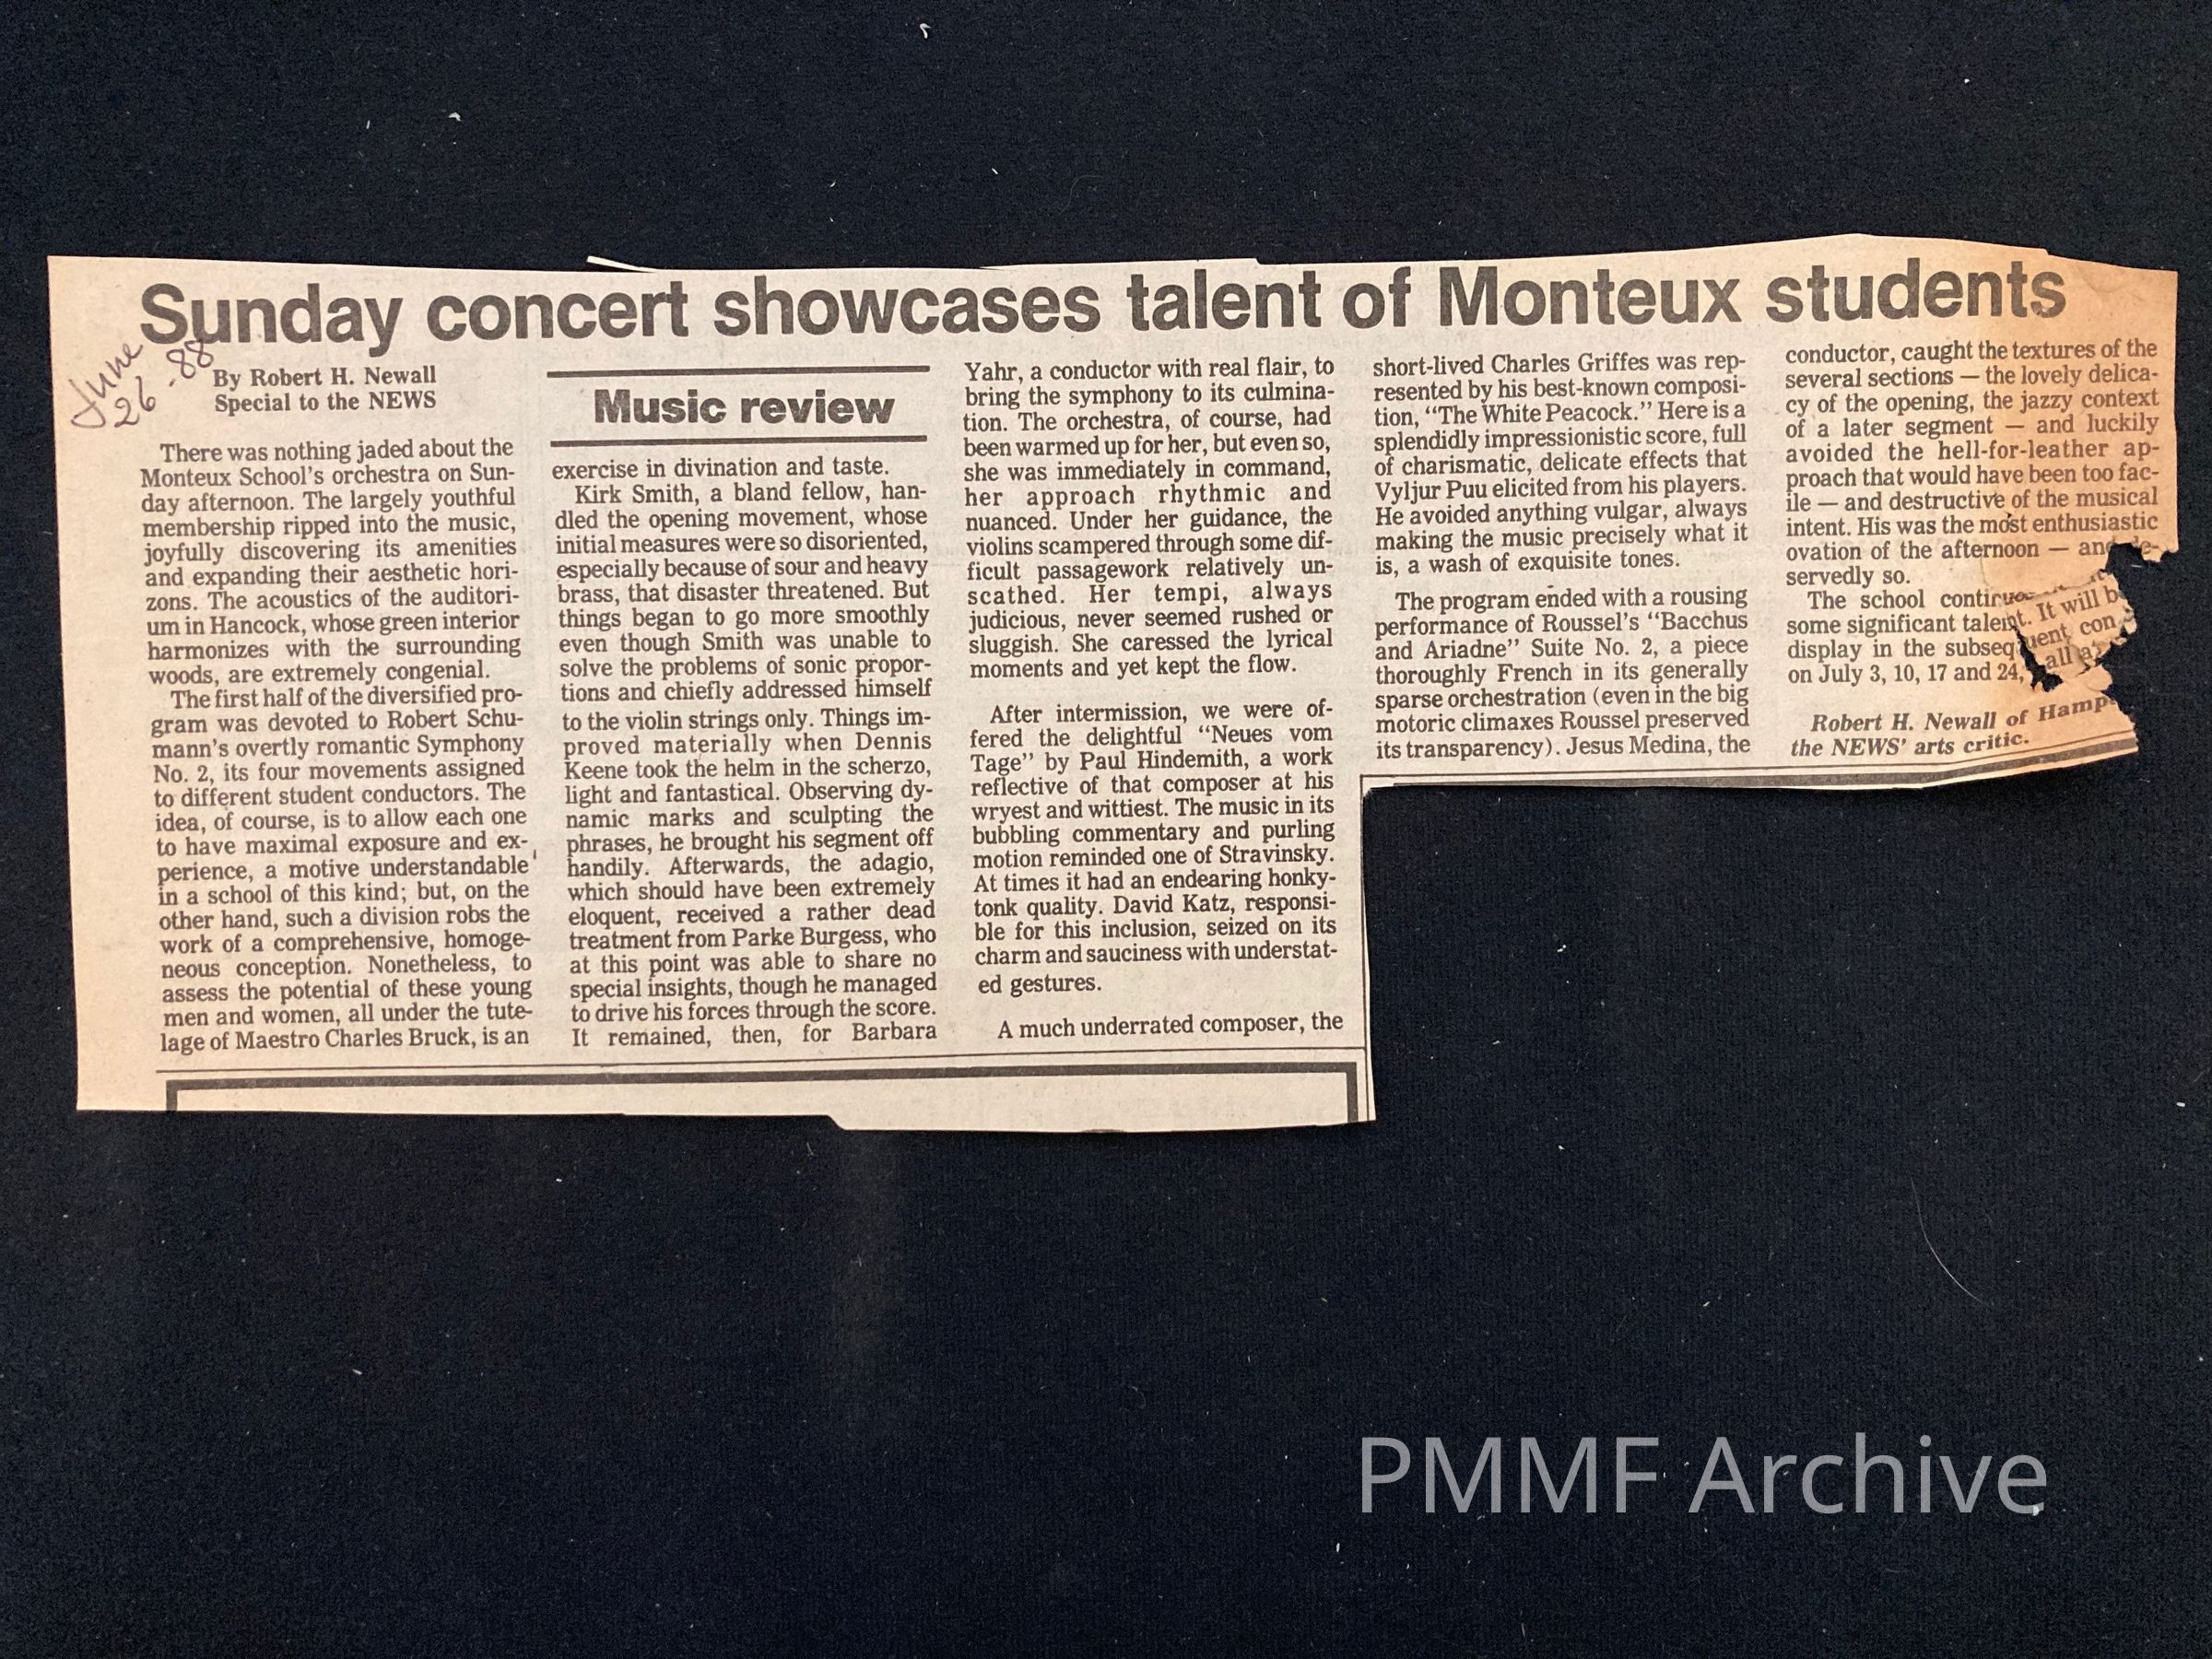 Sunday concert showcases talent of Monteux students
June
26 -88
By Robert H. Newall
Special to the NEWS
There was nothing jaded about the
Monteux School's orchestra on Sun-
day afternoon. The largely youthful
membership ripped into the music,
joyfully discovering its amenities
and expanding their aesthetic hori-
zons. The acoustics of the auditori-
um in Hancock, whose green interior
harmonizes with the surrounding
woods, are extremely congenial.
The first half of the diversified pro-
gram was devoted to Robert Schu-
mann's overtly romantic Symphony
No. 2, its four movements assigned
to different student conductors. The
idea, of course, is to allow each one
to have maximal exposure and ex-
perience, a motive understandable
in a school of this kind; but, on the
other hand, such a division robs the
work of a comprehensive, homoge-
neous conception. Nonetheless, to
assess the potential of these young
men and women, all under the tute-
lage of Maestro Charles Bruck, is an
Music review
exercise in divination and taste.
Kirk Smith, a bland fellow, han-
dled the opening movement, whose
initial measures were so disoriented,
especially because of sour and heavy
brass, that disaster threatened. But
things began to go more smoothly
even though Smith was unable to
solve the problems of sonic propor-
tions and chiefly addressed himself
to the violin strings only. Things im-
proved materially when Dennis
Keene took the helm in the scherzo,
light and fantastical. Observing dy-
namic marks and sculpting the
phrases, he brought his segment off
handily. Afterwards, the adagio,
which should have been extremely
eloquent, received a rather dead
treatment from Parke Burgess, who
at this point was able to share no
special insights, though he managed
to drive his forces through the score.
It remained, then, for Barbara
Yahr, a conductor with real flair, to
bring the symphony to its culmina-
tion. The orchestra, of course, had
been warmed up for her, but even so,
she was immediately in command,
her approach rhythmic and
nuanced. Under her guidance, the
violins scampered through some dif-
ficult passagework relatively un-
scathed. Her tempi, always
judicious, never seemed rushed or
sluggish. She caressed the lyrical
moments and yet kept the flow.
After intermission, we were of-
fered the delightful "Neues vom
Tage" by Paul Hindemith, a work
reflective of that composer at his
wryest and wittiest. The music in its
bubbling commentary and purling
motion reminded one of Stravinsky.
At times it had an endearing honky-
tonk quality. David Katz, responsi-
ble for this inclusion, seized on its
charm and sauciness with understat-
ed gestures.
A much underrated composer, the
short-lived Charles Griffes was rep-
resented by his best-known composi-
tion, "The White Peacock." Here is a
splendidly impressionistic score, full
of charismatic, delicate effects that
Vyljur Puu elicited from his players.
He avoided anything vulgar, always
making the music precisely what it
is, a wash of exquisite tones.
The program ended with a rousing
performance of Roussel's "Bacchus
and Ariadne" Suite No. 2, a piece
thoroughly French in its generally
sparse orchestration (even in the big
motoric climaxes Roussel preserved
its transparency). Jesus Medina, the
conductor, caught the textures of the
several sections — the lovely delica-
cy of the opening, the jazzy context
of a later segment — and luckily
avoided the hell-for-leather ap-
proach that would have been too fac-
ile — and destructive of the musical
intent. His was the most enthusiastic
ovation of the afternoon — and de-
servedly so.
The school
some significant talent. It will b
display in the subseq uent con
on July 3, 10, 17 and 24, all
Robert H. Newall of Hamp
the NEWS' arts critic.
PMMF Archive